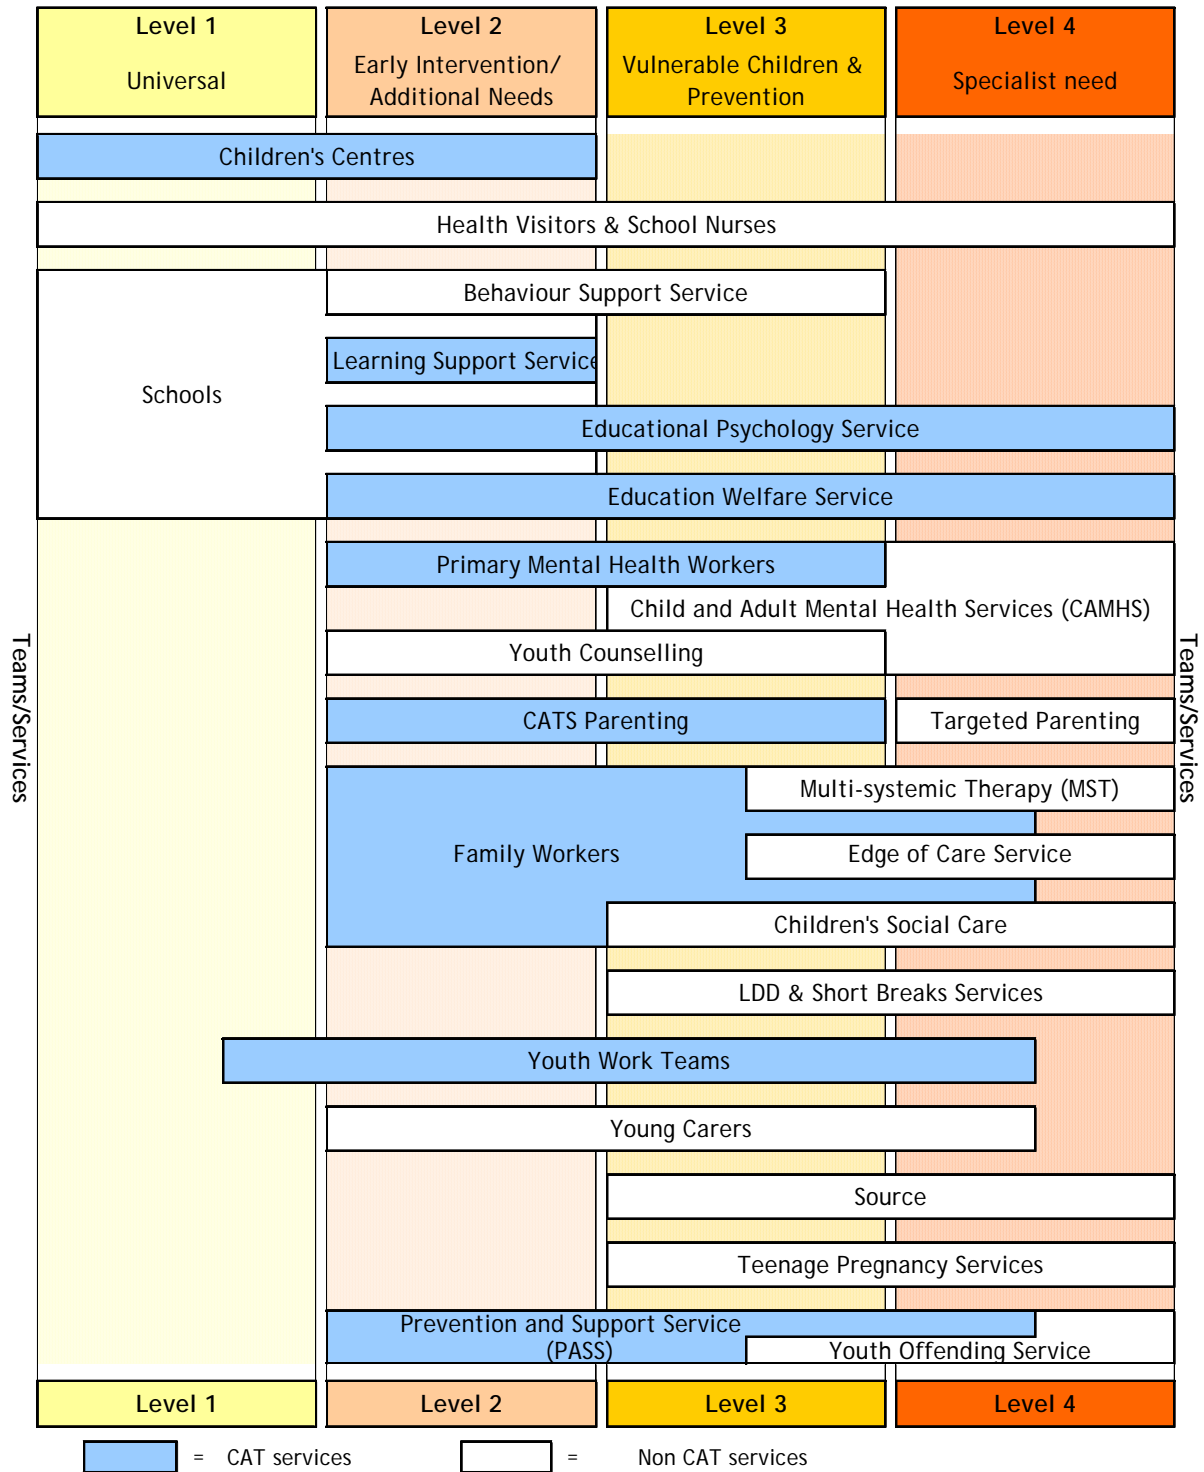 Level 1
Universal
Level 2
Early Intervention/
Additional Needs
Level 3
Vulnerable Children &
Prevention
Level 4
Specialist need
Children's Centres
Health Visitors & School Nurses
Behaviour Support Service
Learning Support Service
Schools
Educational Psychology Service
Education Welfare Service
Primary Mental Health Workers
Child and Adult Mental Health Services (CAMHS)
Youth Counselling
Teams/Services
Teams/Services
CATS Parenting
Targeted Parenting
Multi-systemic Therapy (MST)
Family Workers
Edge of Care Service
Children's Social Care
LDD & Short Breaks Services
Youth Work Teams
Young Carers
Source
Teenage Pregnancy Services
Prevention and Support Service
(PASS)
Youth Offending Service
Level 1
Level 2
Level 3
Level 4
= CAT services
= Non CAT services